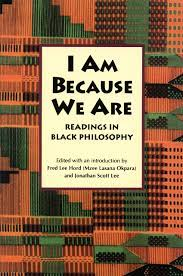 I AM
BECAUSE
WE ARE
READINGS IN
BLACK PHILOSOPHY
Edited with an introduction by
Fred Lee Hord (Mzee Lasana Okpara)
and Jonathan Scott Lee